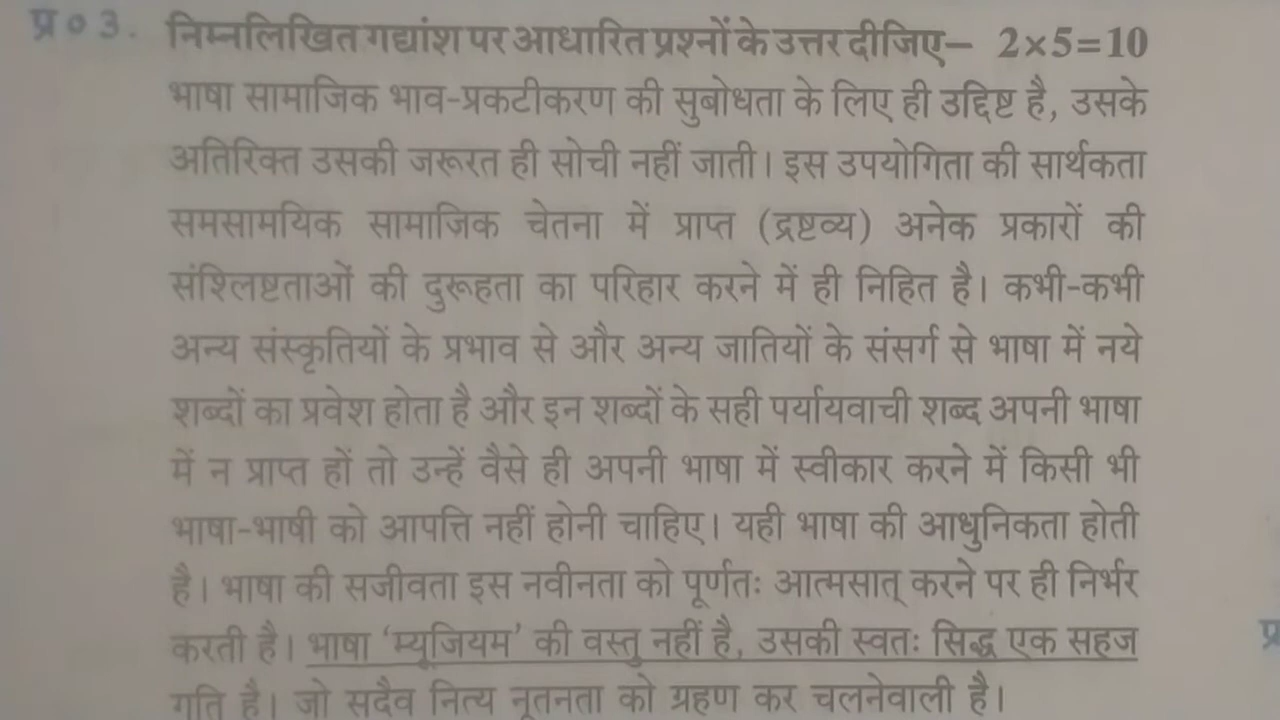 प्र०3. निम्नलिखित गद्यांश पर आधारित प्रश्नों के उत्तर दीजिए– 2×5=10
भाषा सामाजिक भाव-प्रकटीकरण की सुबोधता के लिए ही उद्दिष्ट है, उसके
अतिरिक्त उसकी जरूरत ही सोची नहीं जाती। इस उपयोगिता की सार्थकता
समसामयिक सामाजिक चेतना में प्राप्त (द्रष्टव्य) अनेक प्रकारों की
संश्लिष्टताओं की दुरूहता का परिहार करने में ही निहित है। कभी-कभी
अन्य संस्कृतियों के प्रभाव से और अन्य जातियों के संसर्ग से भाषा में नये
शब्दों का प्रवेश होता है और इन शब्दों के सही पर्यायवाची शब्द अपनी भाषा
में न प्राप्त हों तो उन्हें वैसे ही अपनी भाषा में स्वीकार करने में किसी भी
भाषा-भाषी को आपत्ति नहीं होनी चाहिए। यही भाषा की आधुनिकता होती
है। भाषा की सजीवता इस नवीनता को पूर्णतः आत्मसात् करने पर ही निर्भर
करती है। भाषा ‘म्यूजियम’ की वस्तु नहीं है, उसकी स्वतः सिद्ध एक सहज
गति है। जो सदैव नित्य नूतनता को ग्रहण कर चलनेवाली है।
प्र